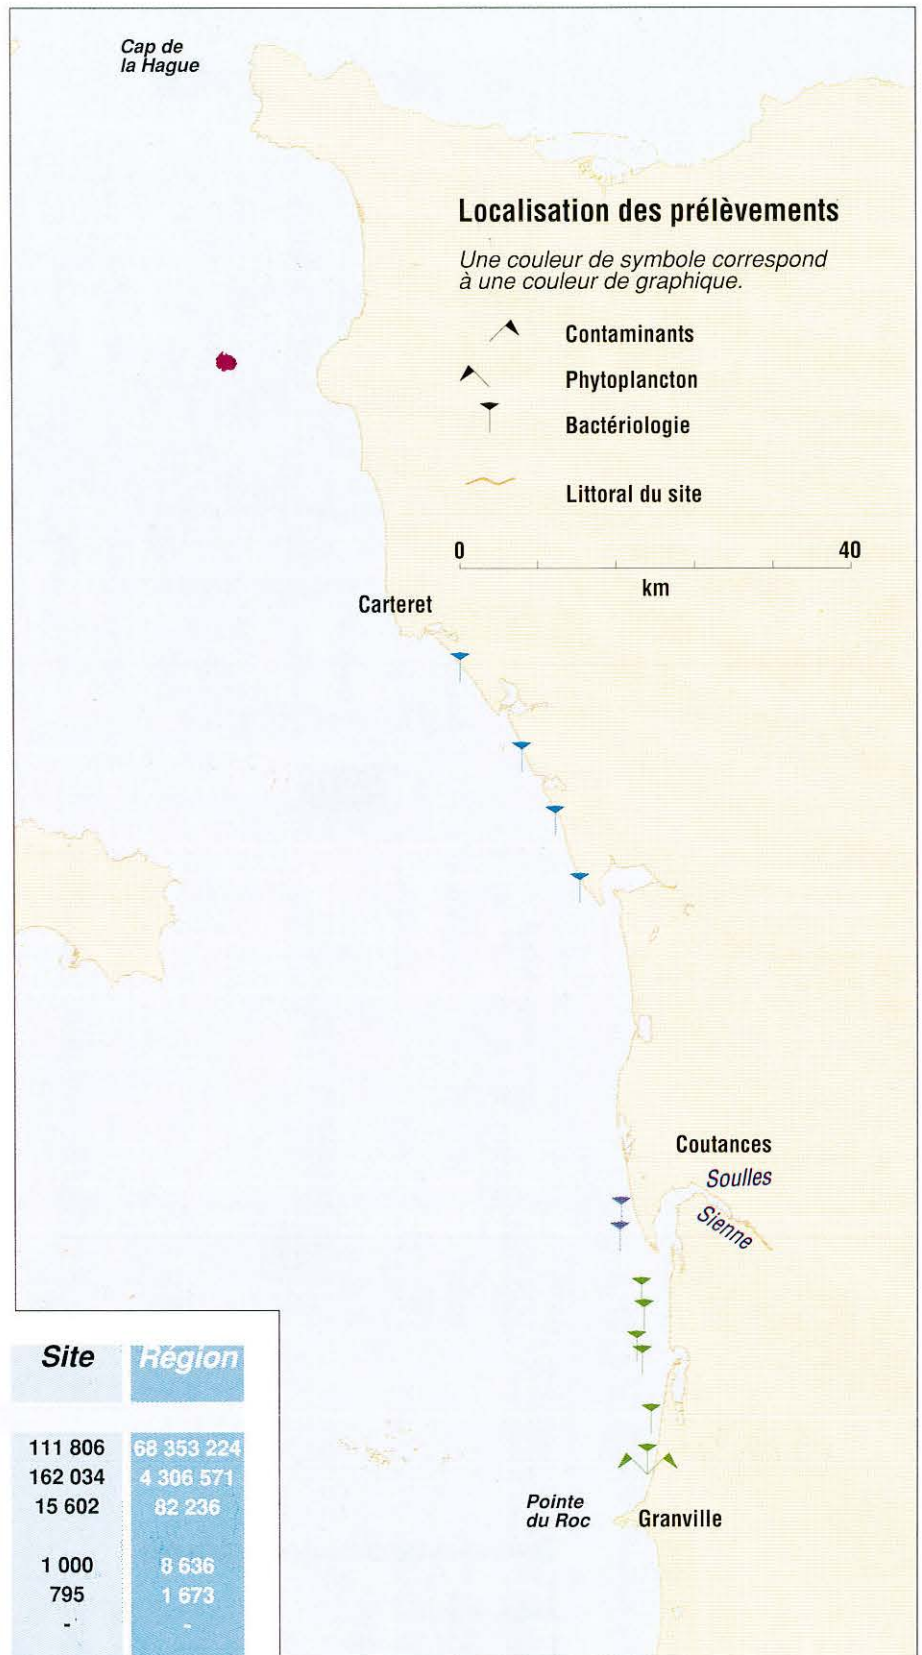 Cap de
la Hague
Localisation des prélèvements
Une couleur de symbole correspond
à une couleur de graphique.
Contaminants
Phytoplancton
Bactériologie
Littoral du site
0 40
km
Carteret
Coutances
Soulles
Sienne
Pointe
du Roc
Granville
Site Région
111 806 68 353 224
162 034 4 306 571
15 602 82 236
1 000 8 636
795 1 673
- -